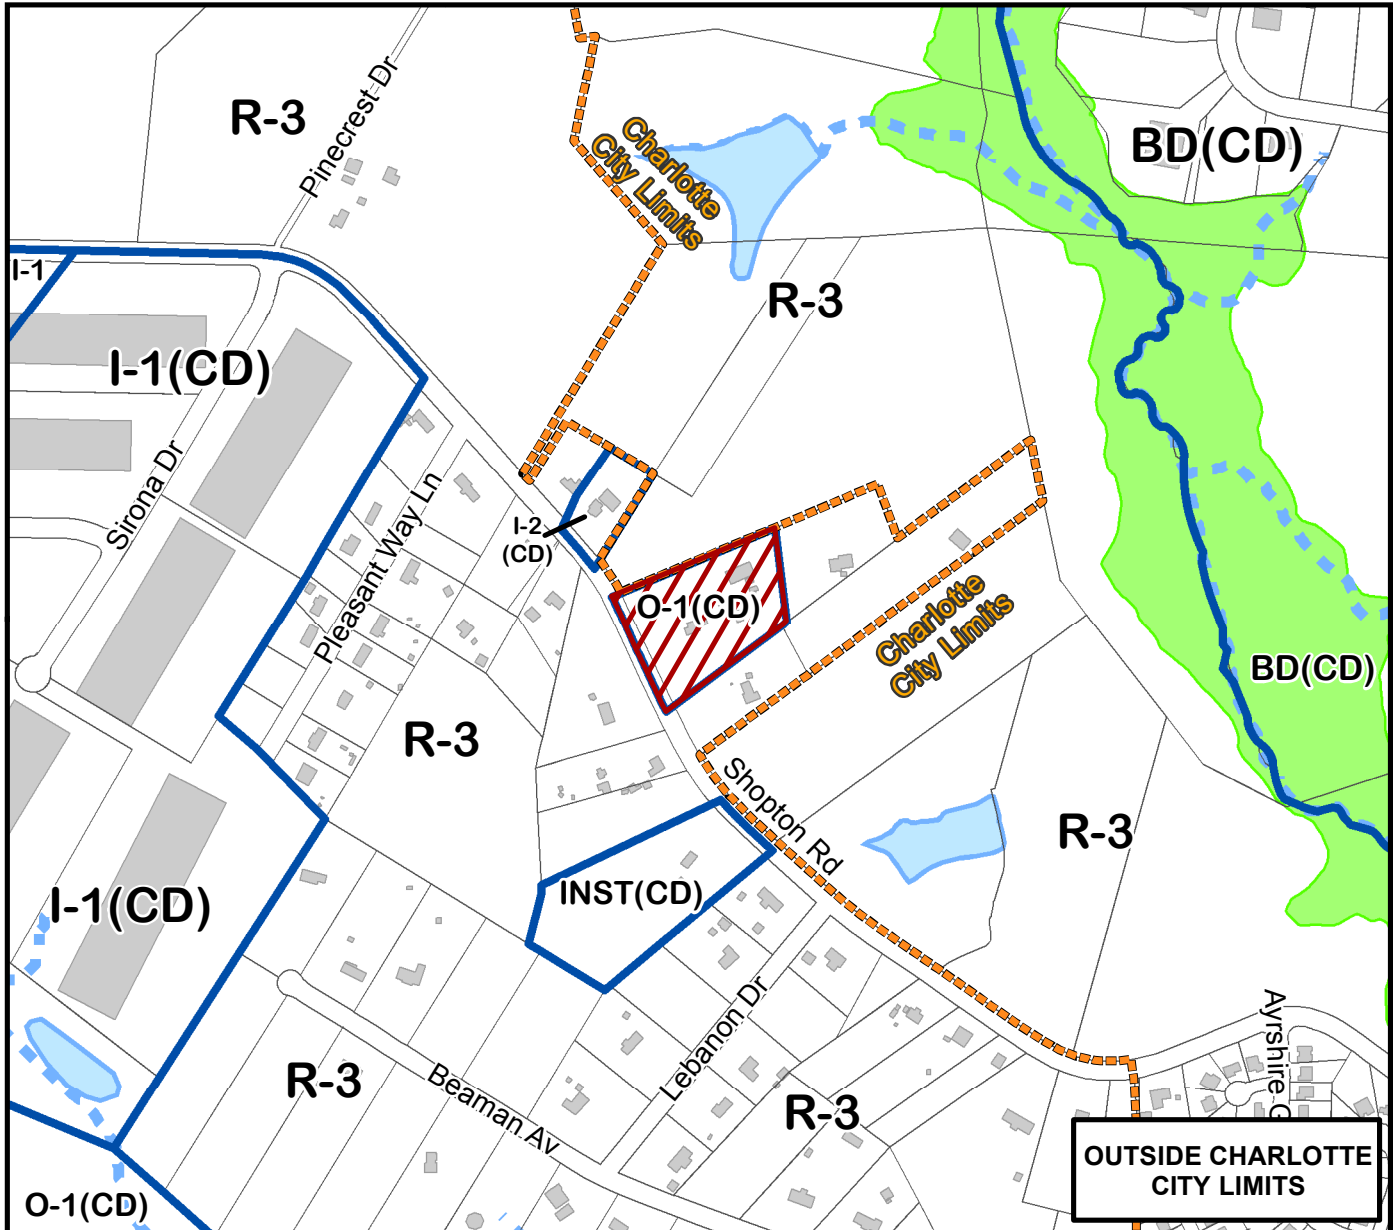 R-3
Pinecrest Dr
Charlotte
City Limits
BD(CD)
I-1
R-3
I-1(CD)
Sirona Dr
Pleasant Way Ln
I-2
(CD)
O-1(CD)
Charlotte
City Limits
BD(CD)
R-3
Shopton Rd
R-3
INST(CD)
I-1(CD)
Lebanon Dr
Ayrshire G
R-3
Beaman Av
R-3
OUTSIDE CHARLOTTE
CITY LIMITS
O-1(CD)